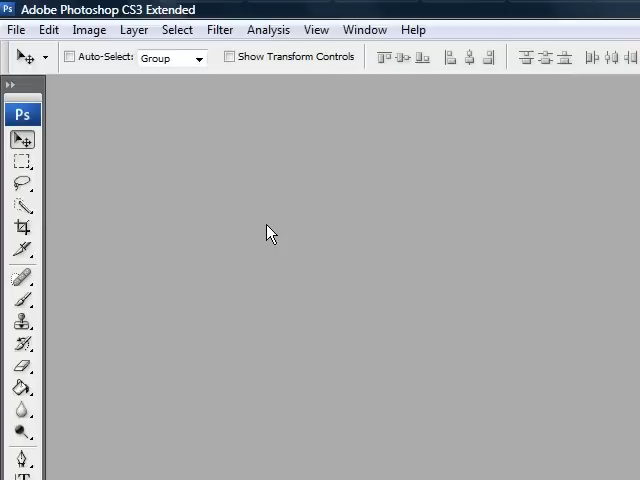 Ps Adobe Photoshop CS3 Extended
File Edit Image Layer Select Filter Analysis View Window Help
Auto-Select: Group Show Transform Controls
Ps
T